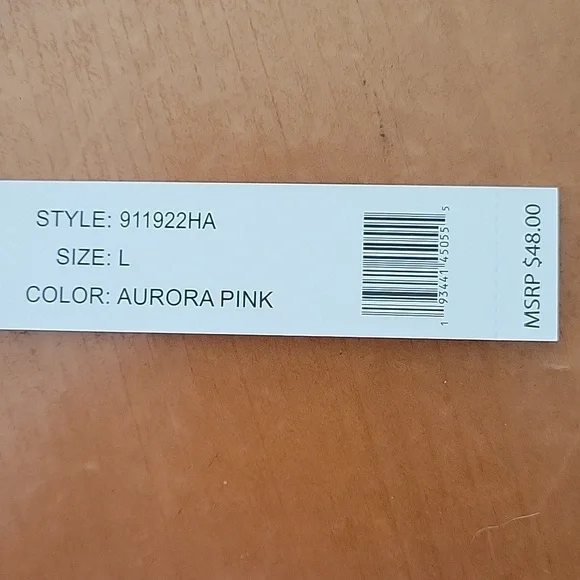 STYLE: 911922HA
SIZE: L
COLOR: AURORA PINK
1 93441 45055 5
MSRP $48.00